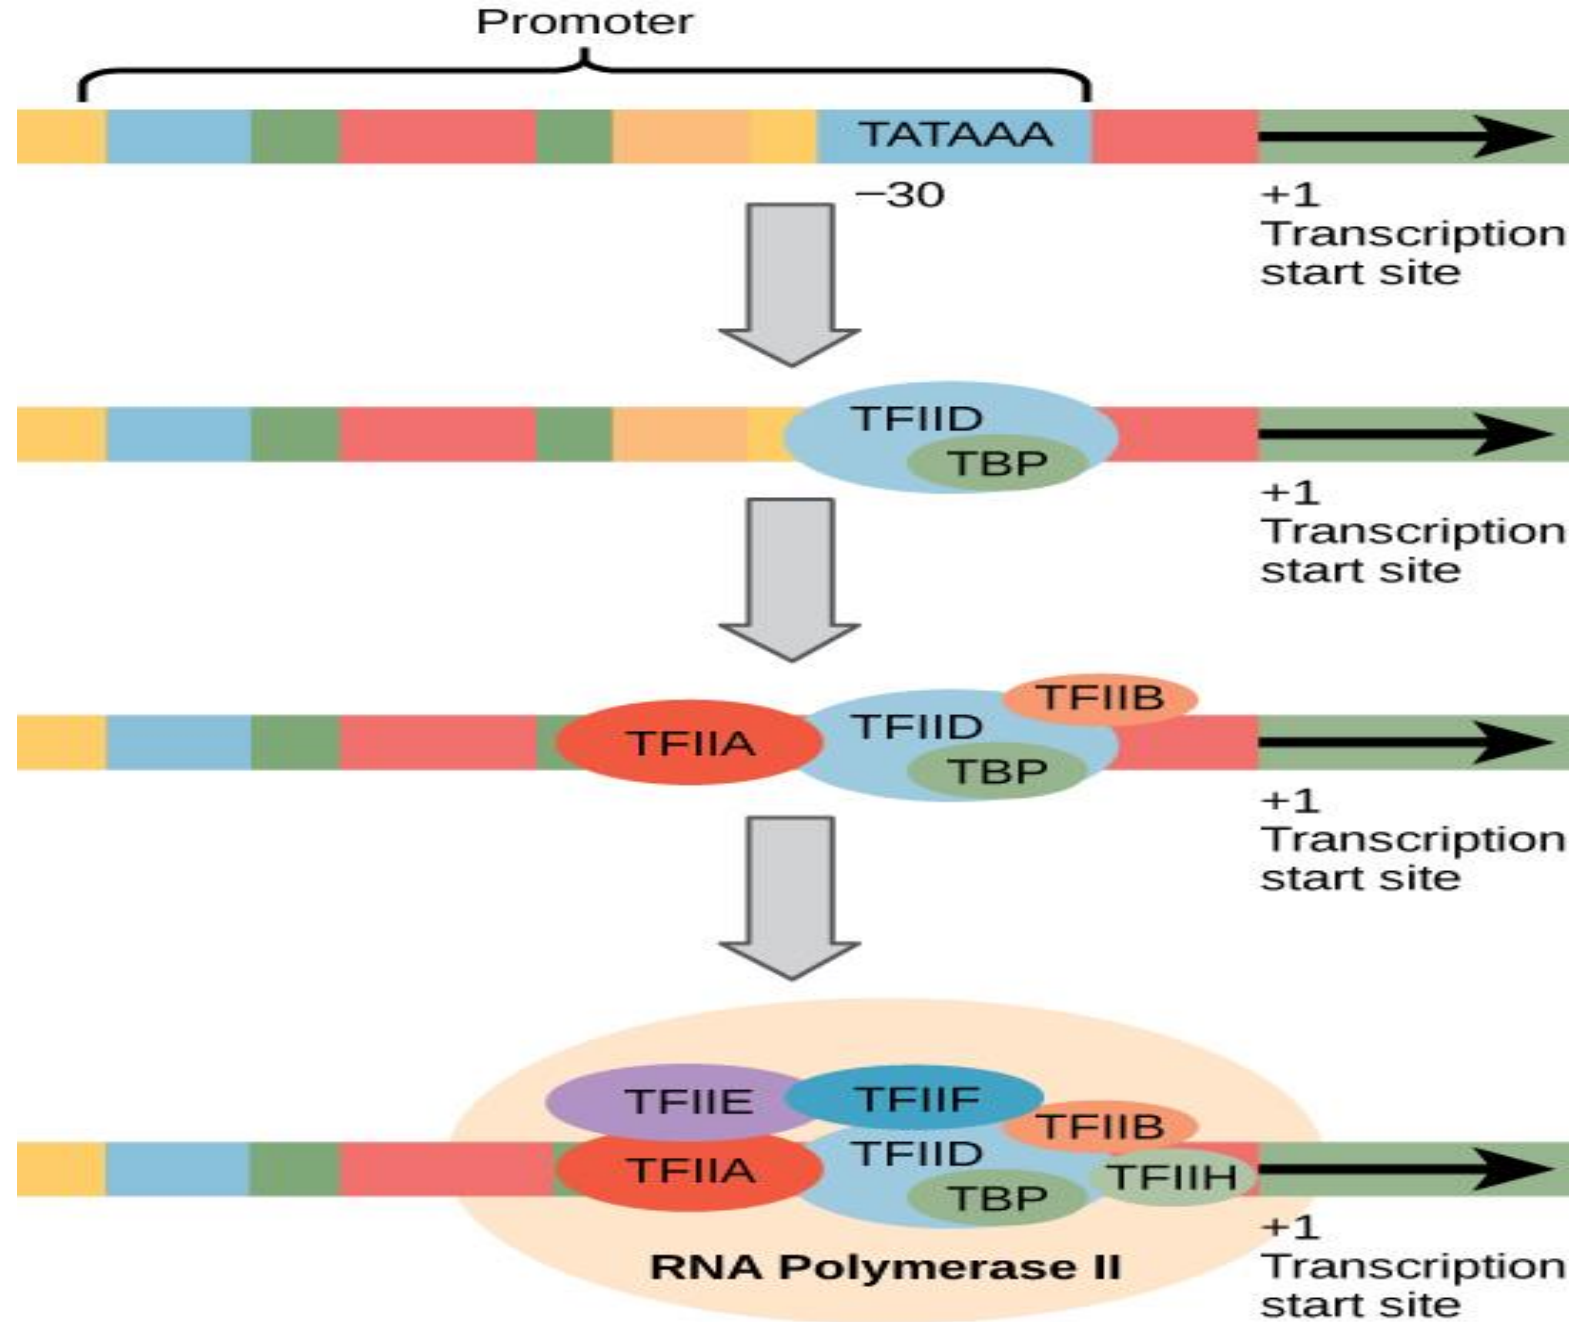 Promoter
TATAAA
−30
+1
Transcription
start site
TFIID
TBP
+1
Transcription
start site
TFIIB
TFIIA
TFIID
TBP
+1
Transcription
start site
TFIIE
TFIIF
TFIIB
TFIIA
TFIID
TFIIH
TBP
RNA Polymerase II
+1
Transcription
start site